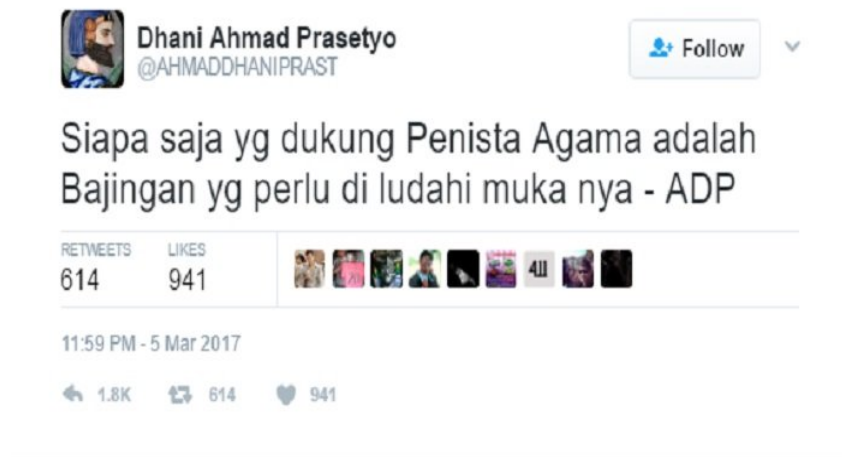 Dhani Ahmad Prasetyo
@AHMADDHANIPRAST
Follow
Siapa saja yg dukung Penista Agama adalah
Bajingan yg perlu di ludahi muka nya - ADP
RETWEETS LIKES
614 941
411
11:59 PM - 5 Mar 2017
1.8K 614 941